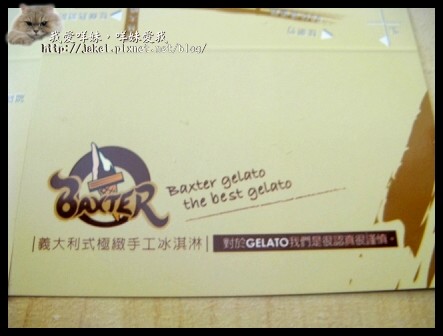 我愛咩妹，咩妹愛我
http://jake1.pixnet.net/blog/
BAXTER
Baxter gelato
the best gelato
義大利式極緻手工冰淇淋
對於GELATO我們是很認真很謹慎。